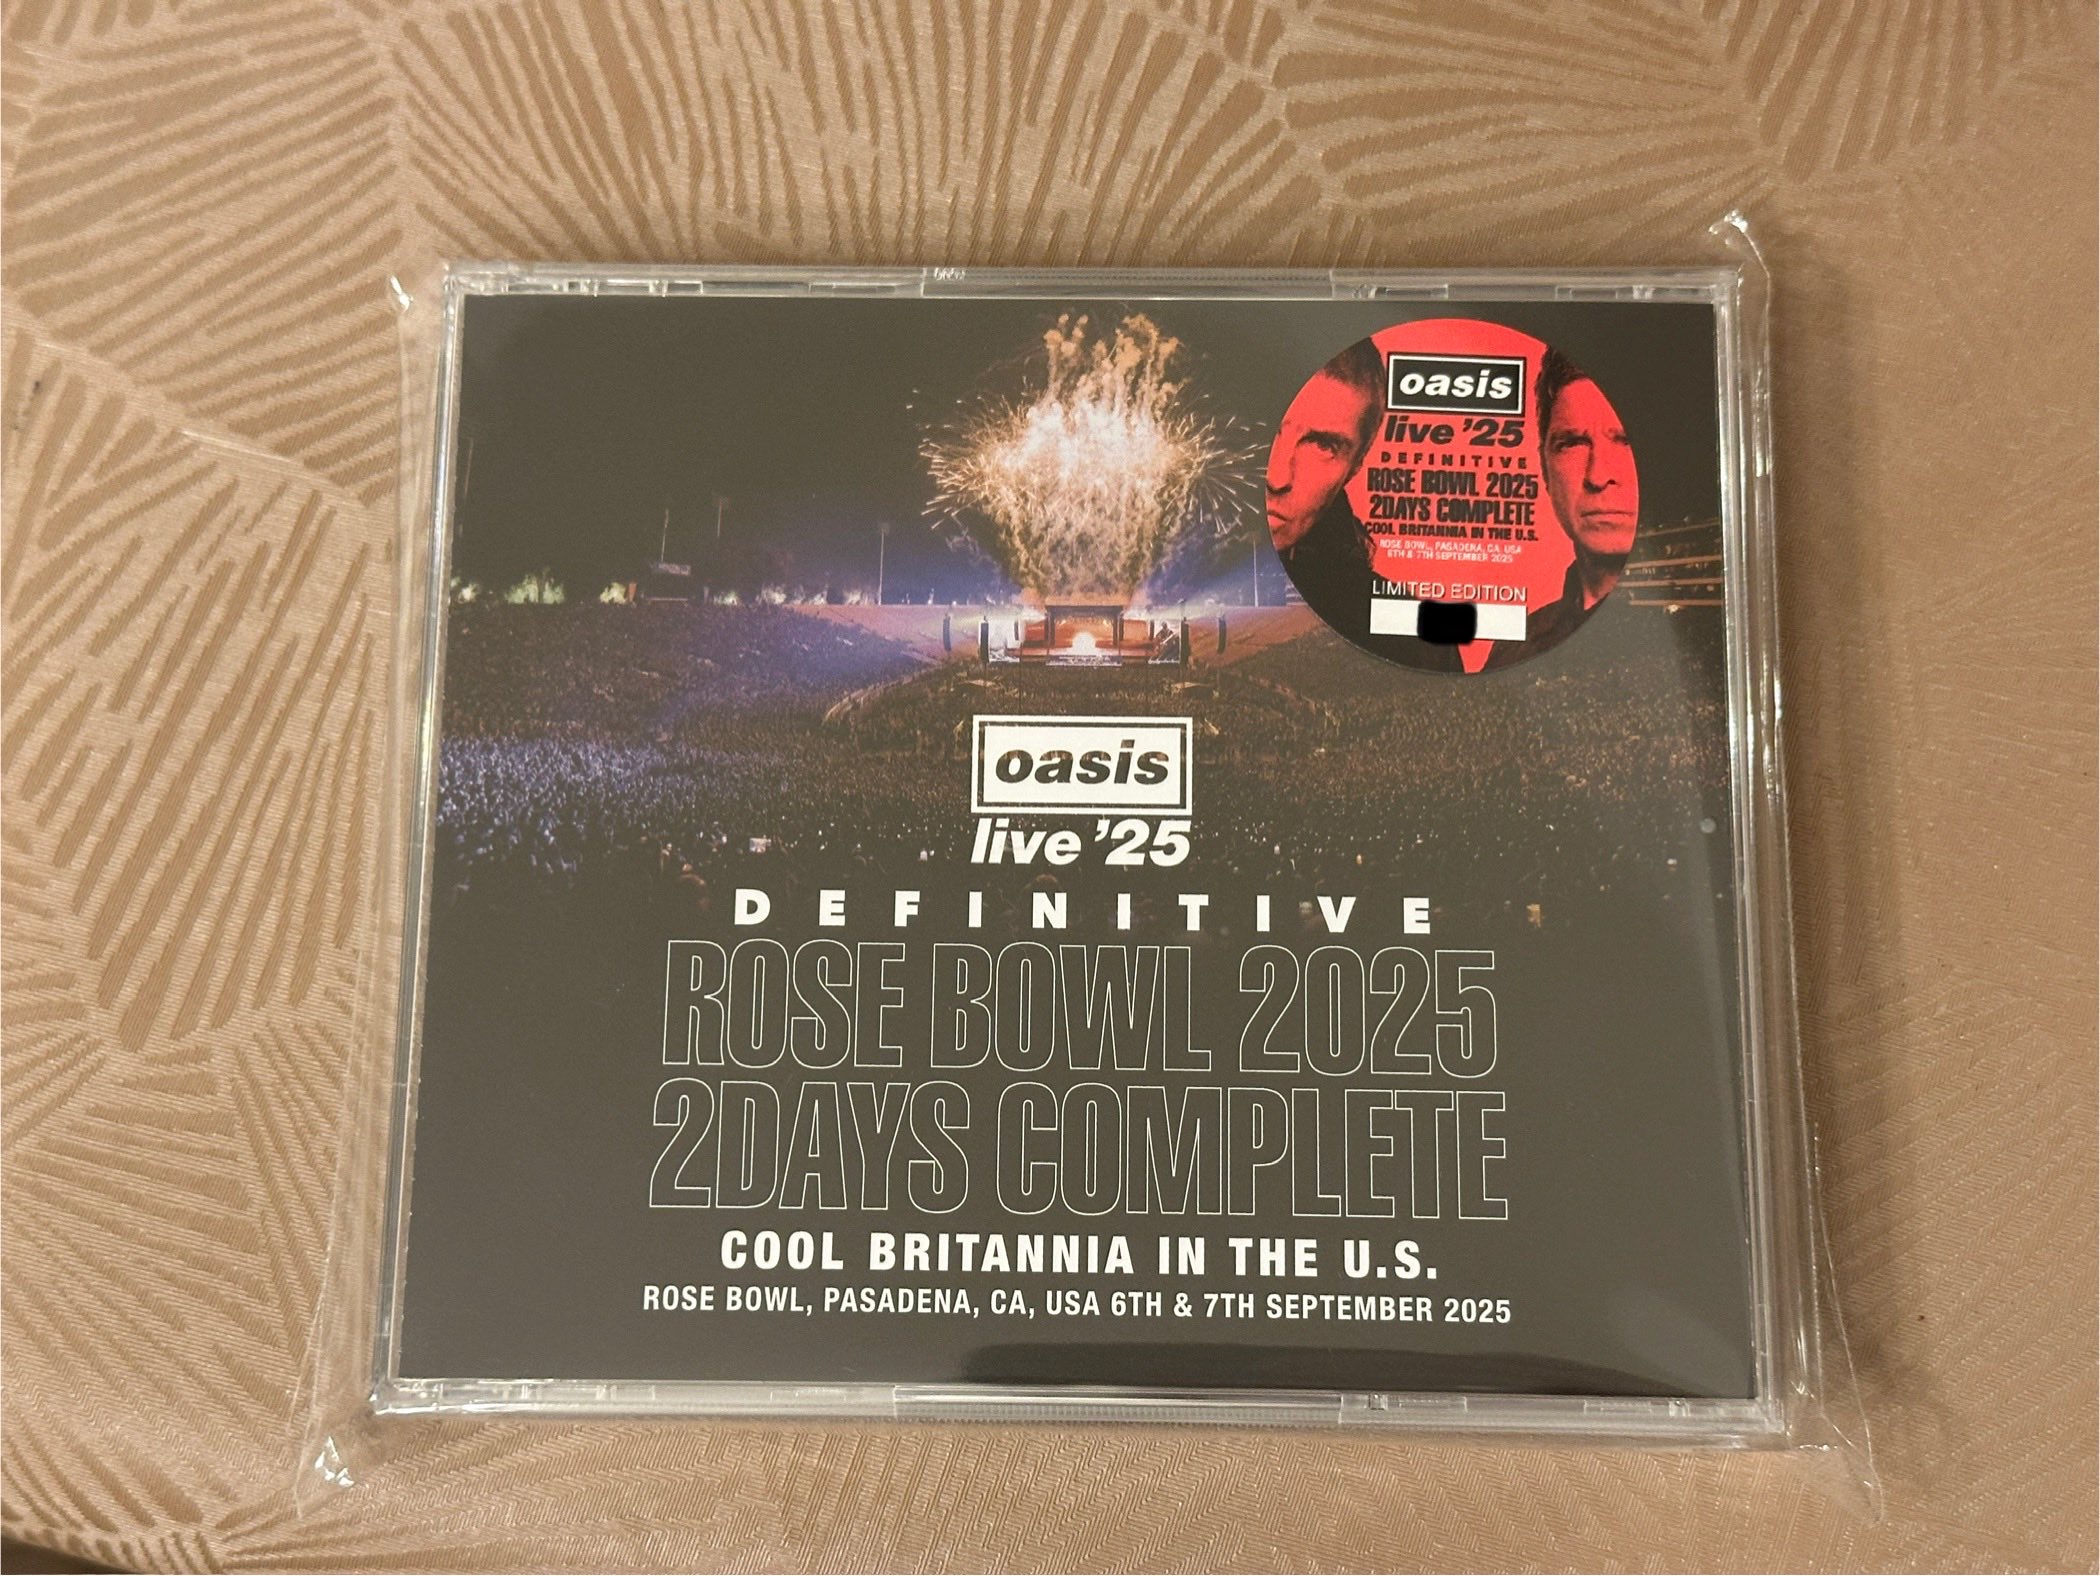 oasis
live '25
DEFINITIVE
ROSE BOWL 2025
2DAYS COMPLETE
COOL BRITANNIA IN THE U.S.
ROSE BOWL, PASADENA, CA, USA
6TH & 7TH SEPTEMBER 2025
LIMITED EDITION
oasis
live '25
DEFINITIVE
ROSE BOWL 2025
2DAYS COMPLETE
COOL BRITANNIA IN THE U.S.
ROSE BOWL, PASADENA, CA, USA 6TH & 7TH SEPTEMBER 2025